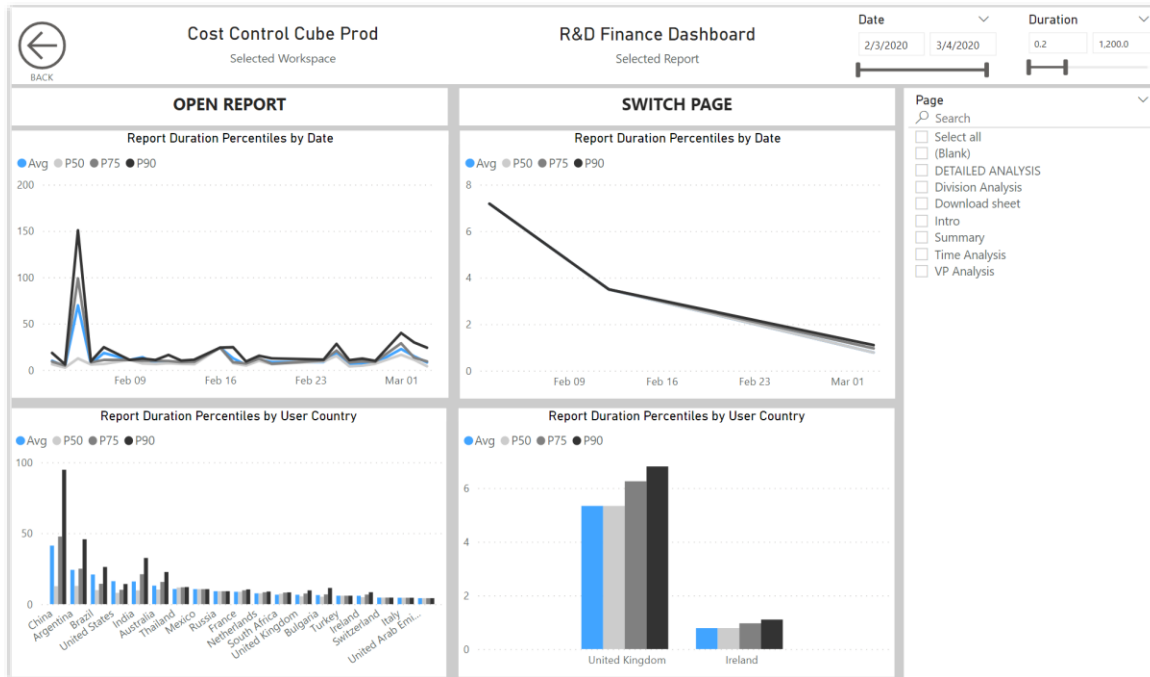 BACK
Cost Control Cube Prod
Selected Workspace
R&D Finance Dashboard
Selected Report
Date
2/3/2020 3/4/2020
Duration
0.2 1,200.0
OPEN REPORT
Report Duration Percentiles by Date
Avg P50 P75 P90
200
150
100
50
0
Feb 09 Feb 16 Feb 23 Mar 01
Report Duration Percentiles by User Country
Avg P50 P75 P90
100
50
0
China
Argentina
Brazil
United States
India
Australia
Thailand
Mexico
Russia
France
Netherlands
South Africa
United Kingdom
Bulgaria
Turkey
Ireland
Switzerland
Italy
United Arab Emi...
SWITCH PAGE
Report Duration Percentiles by Date
Avg P50 P75 P90
8
6
4
2
0
Feb 09 Feb 16 Feb 23 Mar 01
Report Duration Percentiles by User Country
Avg P50 P75 P90
6
4
2
0
United Kingdom Ireland
Page
Search
Select all
(Blank)
DETAILED ANALYSIS
Division Analysis
Download sheet
Intro
Summary
Time Analysis
VP Analysis